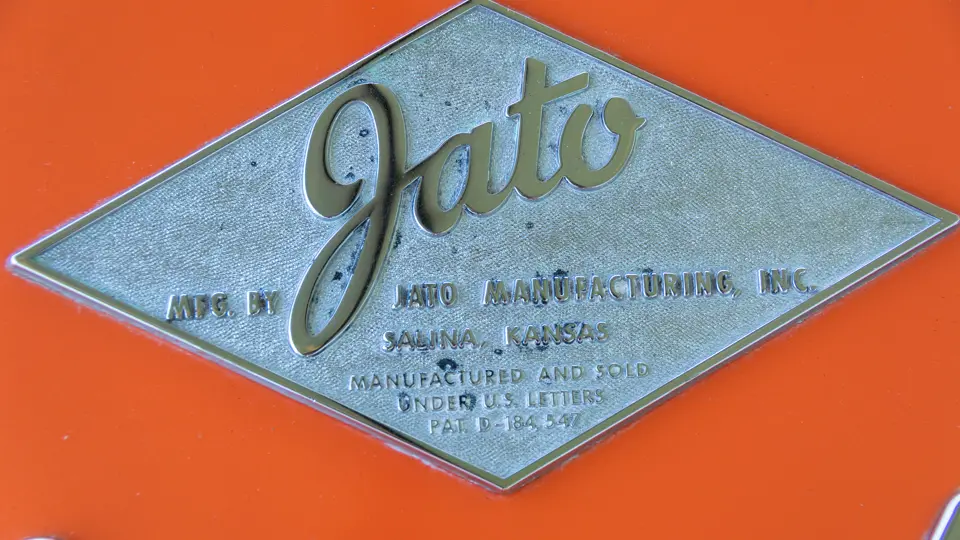 Jato
MFG. BY JATO MANUFACTURING, INC.
SALINA, KANSAS
MANUFACTURED AND SOLD
UNDER U.S. LETTERS
PAT. D-184,547